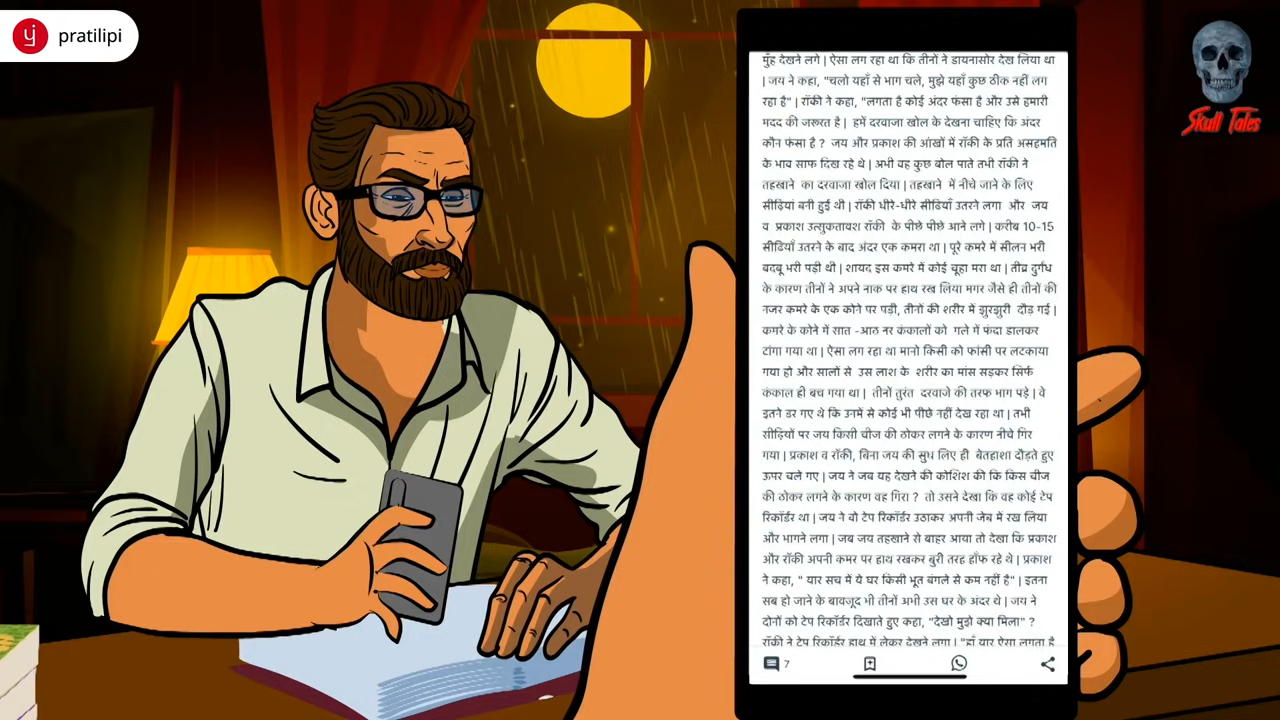 pratilipi
Skull Tales
मुँह देखने लगे | ऐसा लग रहा था कि तीनों ने डायनासोर देख लिया था
| जय ने कहा, "चलो यहाँ से भाग चले, मुझे यहाँ कुछ ठीक नहीं लग
रहा है" | रॉकी ने कहा, "लगता है कोई अंदर फंसा है और उसे हमारी
मदद की जरूरत है | हमें दरवाजा खोल के देखना चाहिए कि अंदर
कौन फंसा है ? जय और प्रकाश की आंखों में रॉकी के प्रति असहमति
के भाव साफ दिख रहे थे | अभी वह कुछ बोल पाते तभी रॉकी ने
तहखाने का दरवाजा खोल दिया | तहखाने में नीचे जाने के लिए
सीढ़ियां बनी हुई थी | रॉकी धीरे-धीरे सीढियाँ उतरने लगा और जय
व प्रकाश उत्सुकतावश रॉकी के पीछे पीछे आने लगे | करीब 10-15
सीढियाँ उतरने के बाद अंदर एक कमरा था | पूरे कमरे में सीलन भरी
बदबू भरी पड़ी थी | शायद इस कमरे में कोई चूहा मरा था | तीव्र दुर्गंध
के कारण तीनों ने अपने नाक पर हाथ रख लिया मगर जैसे ही तीनों की
नजर कमरे के एक कोने पर पड़ी, तीनों की शरीर में झुरझुरी दौड़ गई |
कमरे के कोने में सात -आठ नर कंकालों को गले में फंदा डालकर
टांगा गया था | ऐसा लग रहा था मानो किसी को फांसी पर लटकाया
गया हो और सालों से उस लाश के शरीर का मांस सड़कर सिर्फ
कंकाल ही बच गया था | तीनों तुरंत दरवाजे की तरफ भाग पड़े | वे
इतने डर गए थे कि उनमें से कोई भी पीछे नहीं देख रहा था | तभी
सीढ़ियों पर जय किसी चीज की ठोकर लगने के कारण नीचे गिर
गया | प्रकाश व रॉकी, बिना जय की सुध लिए ही बेतहाशा दौड़ते हुए
ऊपर चले गए | जय ने जब यह देखने की कोशिश की कि किस चीज
की ठोकर लगने के कारण वह गिरा ? तो उसने देखा कि वह कोई टेप
रिकॉर्डर था | जय ने वो टेप रिकॉर्डर उठाकर अपनी जेब में रख लिया
और भागने लगा | जब जय तहखाने से बाहर आया तो देखा कि प्रकाश
और रॉकी अपनी कमर पर हाथ रखकर बुरी तरह हाँफ रहे थे | प्रकाश
ने कहा, " यार सच में ये घर किसी भूत बंगले से कम नहीं है" | इतना
सब हो जाने के बावजूद भी तीनों अभी उस घर के अंदर थे | जय ने
दोनों को टेप रिकॉर्डर दिखाते हुए कहा, "देखो मुझे क्या मिला" ?
रॉकी ने टेप रिकॉर्डर हाथ में लेकर देखने लगा | "हाँ यार ऐसा लगता है
7